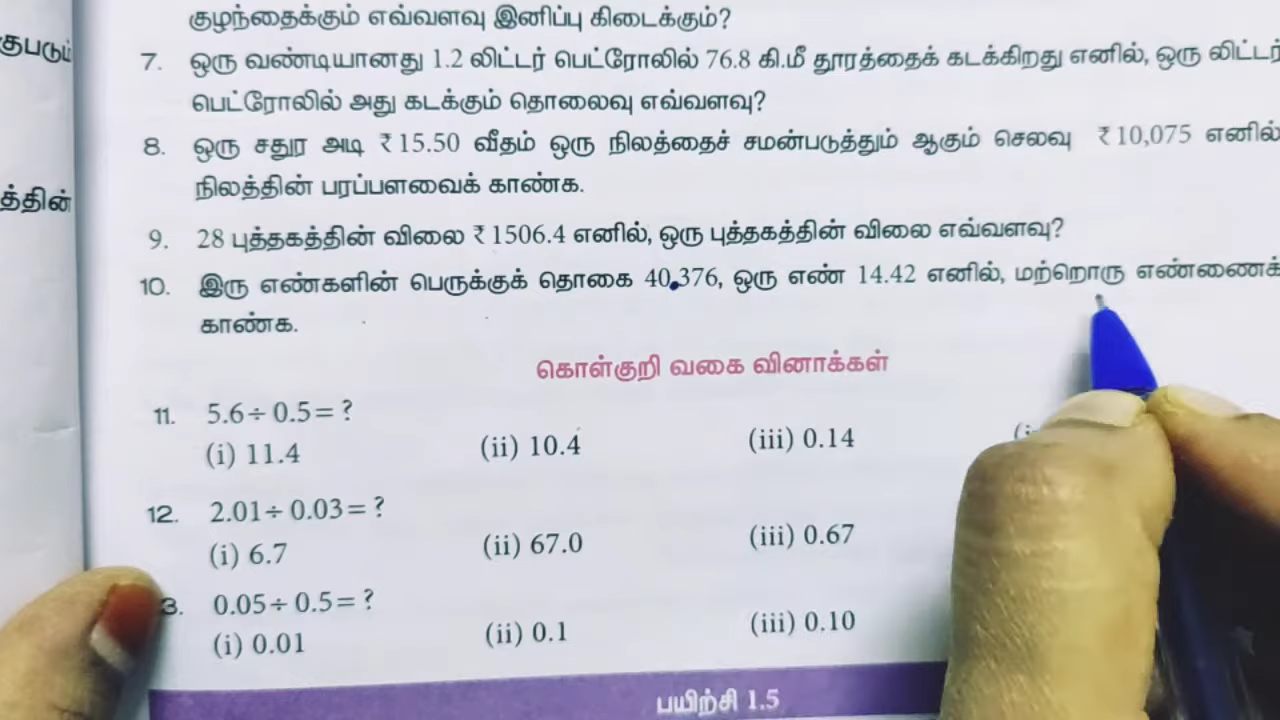 குழந்தைக்கும் எவ்வளவு இனிப்பு கிடைக்கும்?
குபடும்
7. ஒரு வண்டியானது 1.2 லிட்டர் பெட்ரோலில் 76.8 கி.மீ தூரத்தைக் கடக்கிறது எனில், ஒரு லிட்டர்
பெட்ரோலில் அது கடக்கும் தொலைவு எவ்வளவு?
8. ஒரு சதுர அடி ₹ 15.50 வீதம் ஒரு நிலத்தைச் சமன்படுத்தும் ஆகும் செலவு ₹ 10,075 எனில்
த்தின்
நிலத்தின் பரப்பளவைக் காண்க.
9. 28 புத்தகத்தின் விலை ₹ 1506.4 எனில், ஒரு புத்தகத்தின் விலை எவ்வளவு?
10. இரு எண்களின் பெருக்குக் தொகை 40.376, ஒரு எண் 14.42 எனில், மற்றொரு எண்ணைக்
காண்க.
கொள்குறி வகை வினாக்கள்
11. 5.6 ÷ 0.5 = ?
(i) 11.4 (ii) 10.4 (iii) 0.14
12. 2.01 ÷ 0.03 = ?
(i) 6.7 (ii) 67.0 (iii) 0.67
3. 0.05 ÷ 0.5 = ?
(i) 0.01 (ii) 0.1 (iii) 0.10
பயிற்சி 1.5